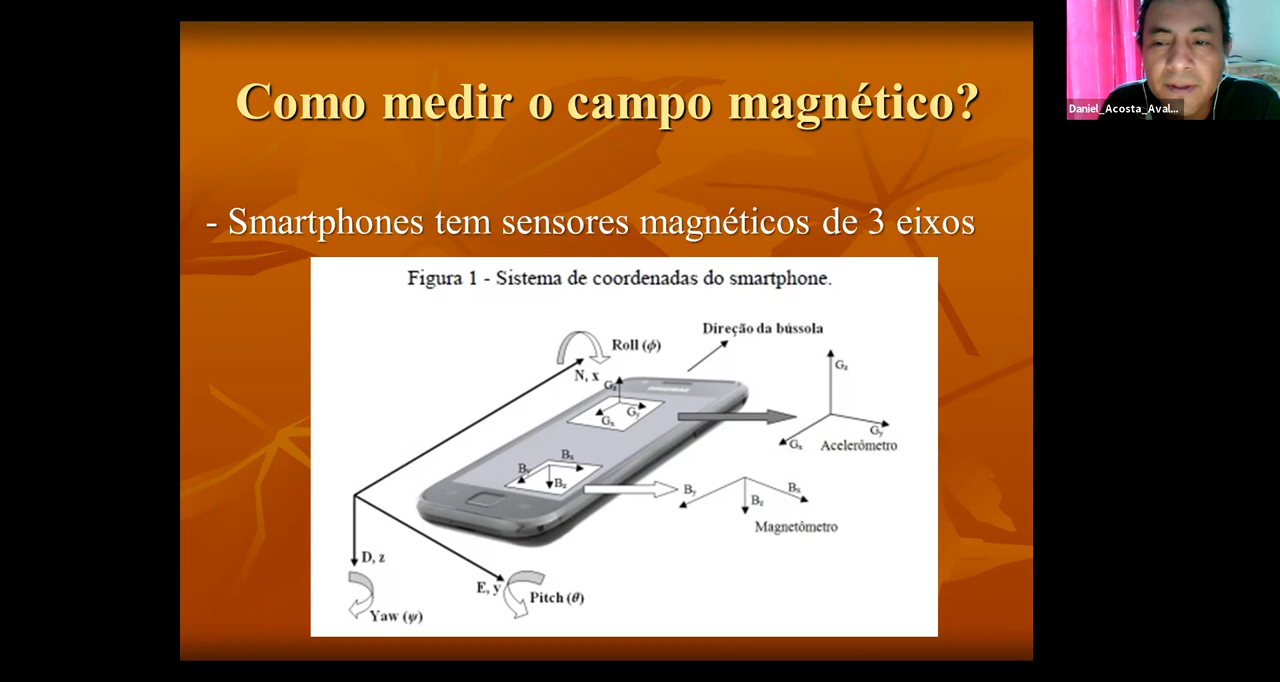 Como medir o campo magnético?
Daniel_Acosta_Aval...
- Smartphones tem sensores magnéticos de 3 eixos
Figura 1 - Sistema de coordenadas do smartphone.
Direção da bússola
Roll (ϕ)
N, x
Gz
Gx
Gy
Gz
Gx
Gy
Acelerômetro
Bx
By
Bz
By
Bz
Bx
Magnetômetro
D, z
E, y
Pitch (θ)
Yaw (ψ)